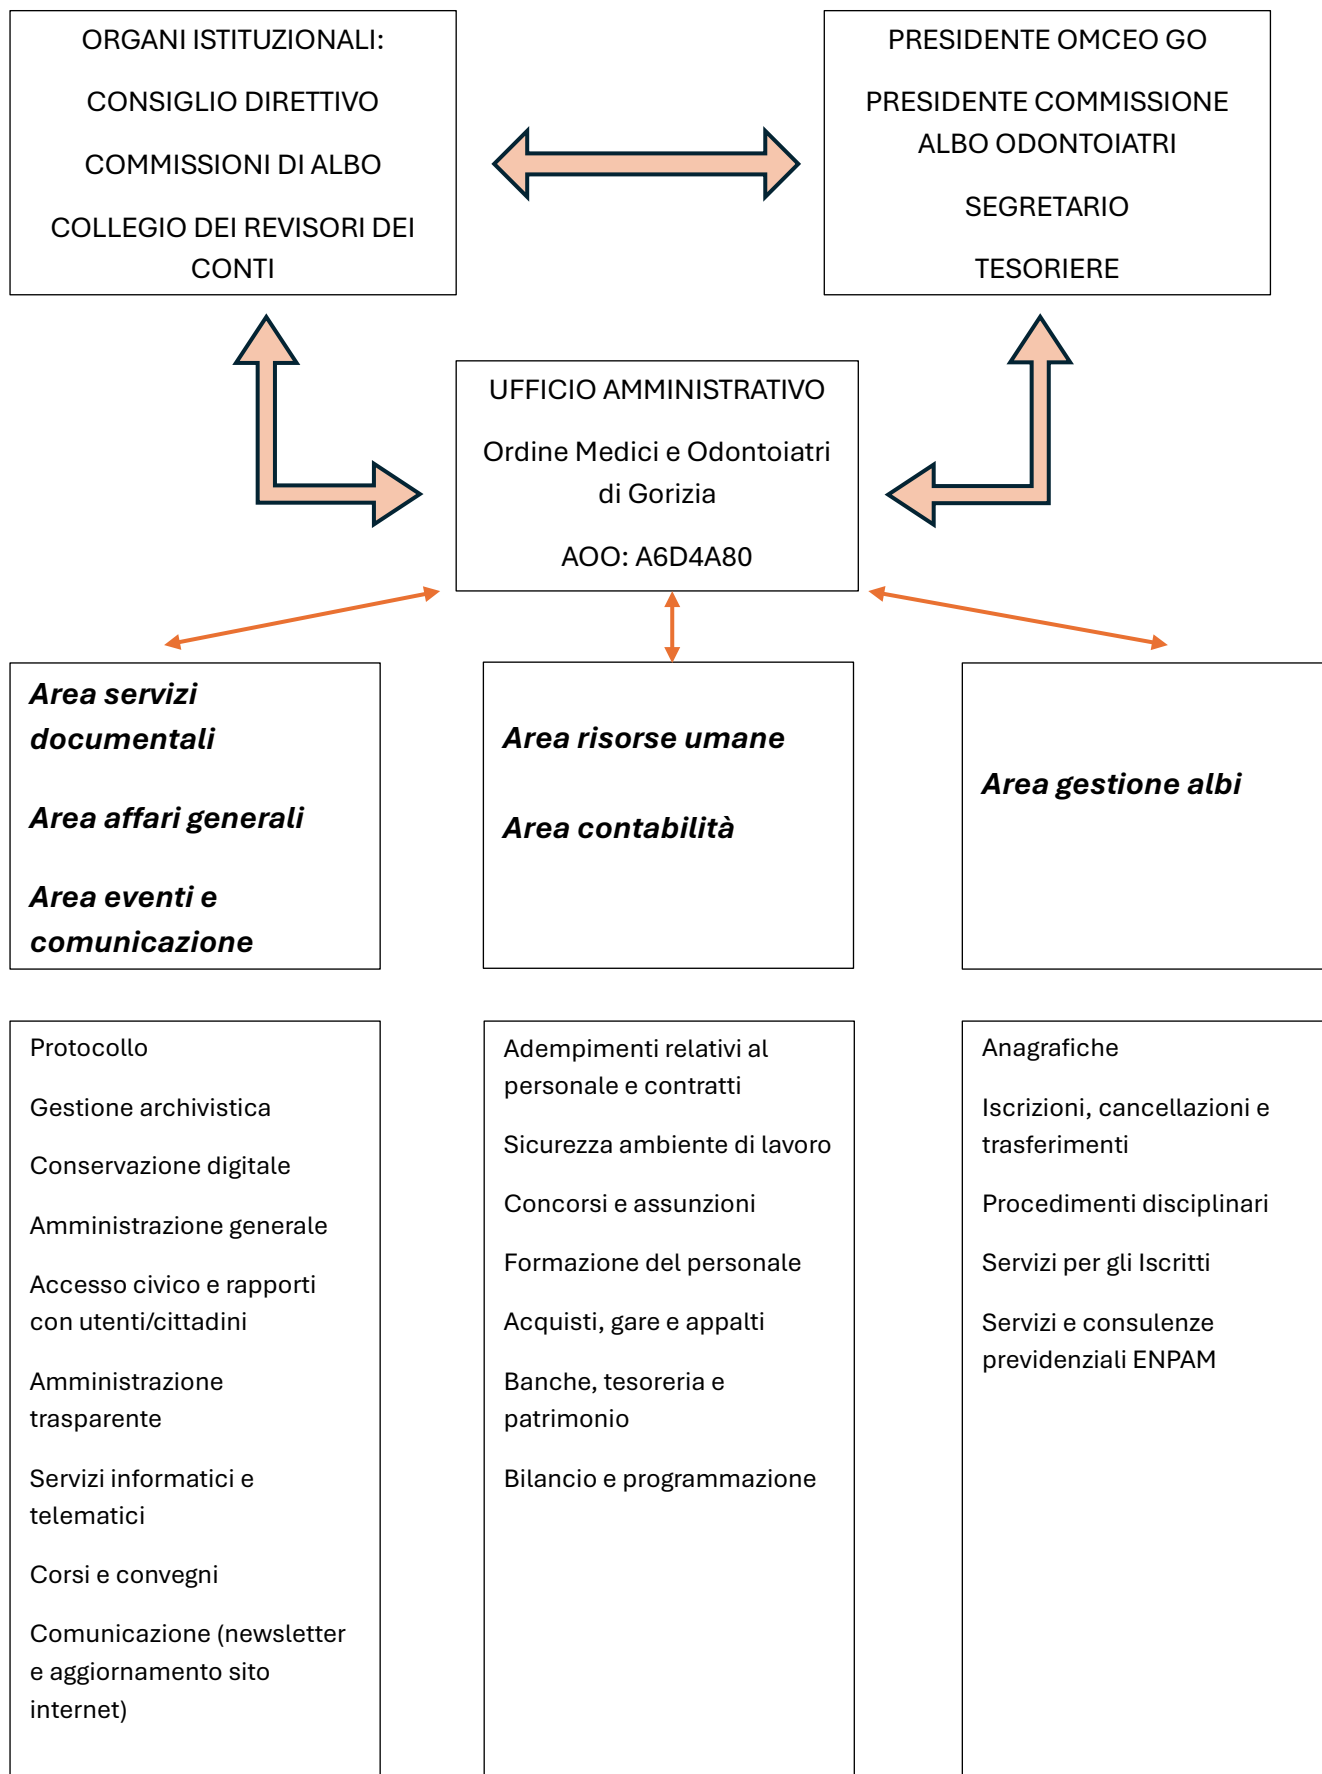 ORGANI ISTITUZIONALI:
CONSIGLIO DIRETTIVO
COMMISSIONI DI ALBO
COLLEGIO DEI REVISORI DEI
CONTI
PRESIDENTE OMCEO GO
PRESIDENTE COMMISSIONE
ALBO ODONTOIATRI
SEGRETARIO
TESORIERE
UFFICIO AMMINISTRATIVO
Ordine Medici e Odontoiatri
di Gorizia
AOO: A6D4A80
Area servizi
documentali
Area affari generali
Area eventi e
comunicazione
Area risorse umane
Area contabilità
Area gestione albi
Protocollo
Gestione archivistica
Conservazione digitale
Amministrazione generale
Accesso civico e rapporti
con utenti/cittadini
Amministrazione
trasparente
Servizi informatici e
telematici
Corsi e convegni
Comunicazione (newsletter
e aggiornamento sito
internet)
Adempimenti relativi al
personale e contratti
Sicurezza ambiente di lavoro
Concorsi e assunzioni
Formazione del personale
Acquisti, gare e appalti
Banche, tesoreria e
patrimonio
Bilancio e programmazione
Anagrafiche
Iscrizioni, cancellazioni e
trasferimenti
Procedimenti disciplinari
Servizi per gli Iscritti
Servizi e consulenze
previdenziali ENPAM